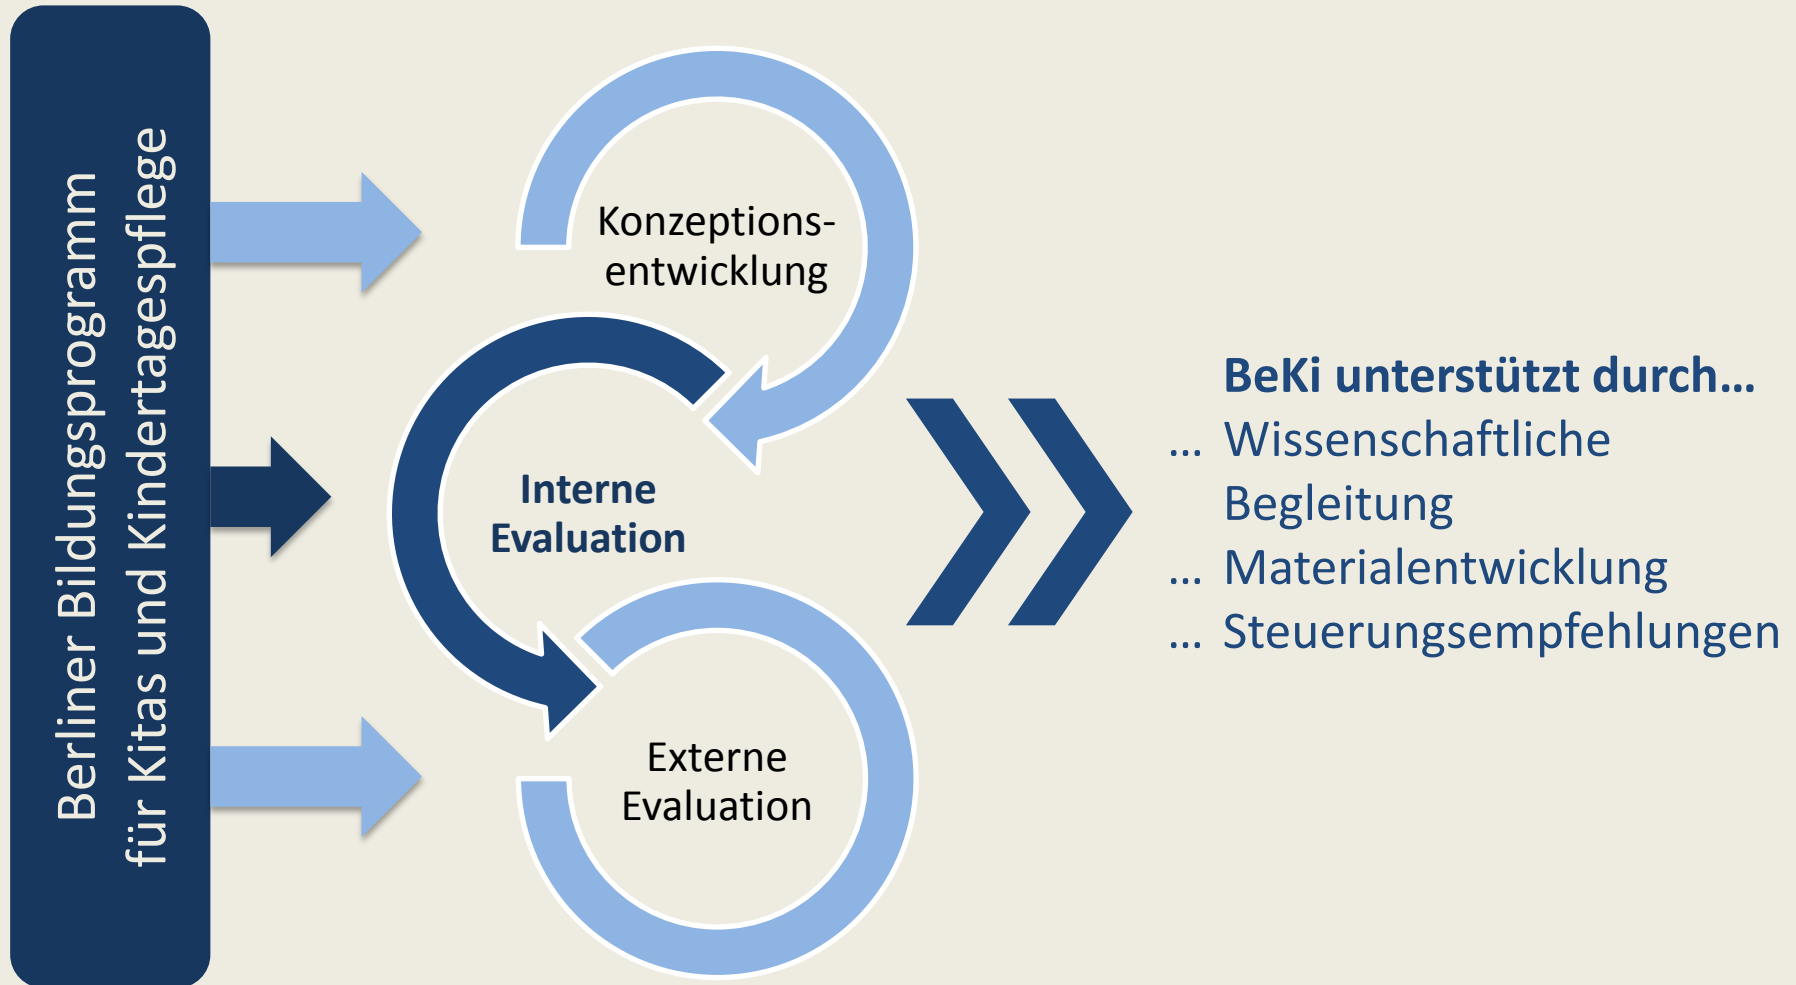 Berliner Bildungsprogramm
für Kitas und Kindertagespflege
Konzeptions-
entwicklung
Interne
Evaluation
Externe
Evaluation
BeKi unterstützt durch...
... Wissenschaftliche
Begleitung
... Materialentwicklung
... Steuerungsempfehlungen